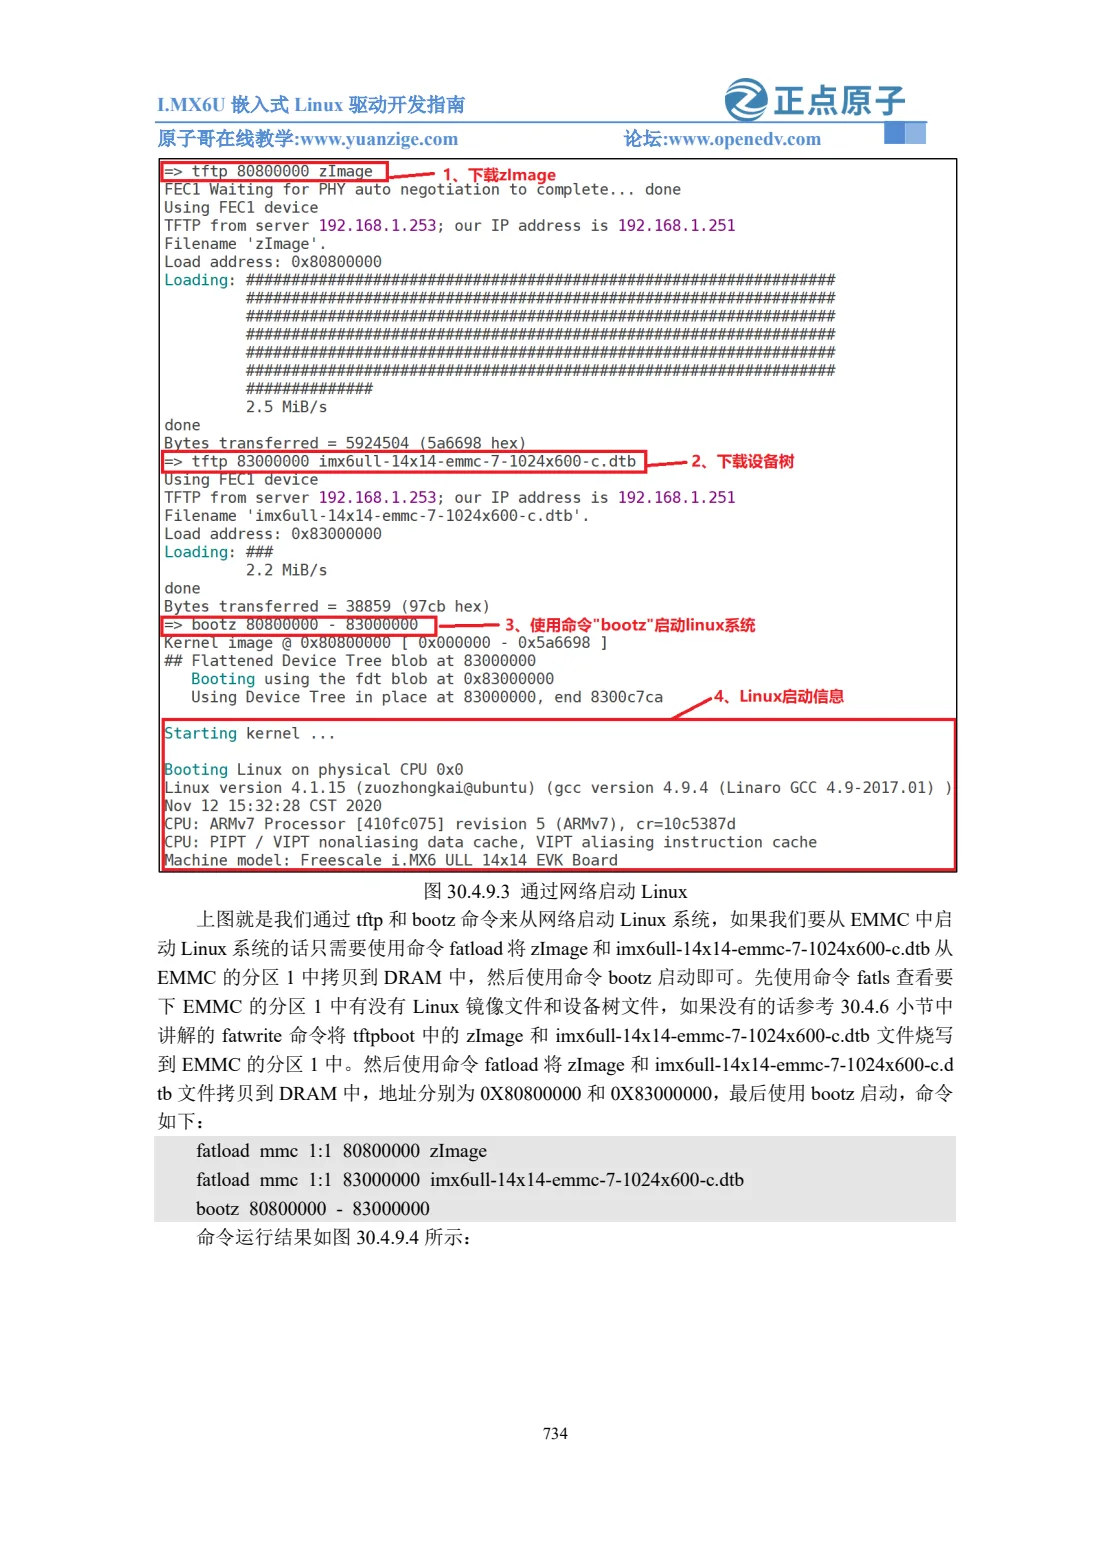 I.MX6U 嵌入式 Linux 驱动开发指南
正点原子
原子哥在线教学:www.yuanzige.com 论坛:www.openedv.com
=> tftp 80800000 zImage 1、下载zImage
FEC1 Waiting for PHY auto negotiation to complete... done
Using FEC1 device
TFTP from server 192.168.1.253; our IP address is 192.168.1.251
Filename 'zImage'.
Load address: 0x80800000
Loading: #################################################################
#################################################################
#################################################################
#################################################################
#################################################################
#################################################################
##############
2.5 MiB/s
done
Bytes transferred = 5924504 (5a6698 hex)
=> tftp 83000000 imx6ull-14x14-emmc-7-1024x600-c.dtb 2、下载设备树
Using FEC1 device
TFTP from server 192.168.1.253; our IP address is 192.168.1.251
Filename 'imx6ull-14x14-emmc-7-1024x600-c.dtb'.
Load address: 0x83000000
Loading: ###
2.2 MiB/s
done
Bytes transferred = 38859 (97cb hex)
=> bootz 80800000 - 83000000 3、使用命令"bootz"启动linux系统
Kernel image @ 0x80800000 [ 0x000000 - 0x5a6698 ]
## Flattened Device Tree blob at 83000000
Booting using the fdt blob at 0x83000000
Using Device Tree in place at 83000000, end 8300c7ca 4、Linux启动信息
Starting kernel ...
Booting Linux on physical CPU 0x0
Linux version 4.1.15 (zuozhongkai@ubuntu) (gcc version 4.9.4 (Linaro GCC 4.9-2017.01) )
Nov 12 15:32:28 CST 2020
CPU: ARMv7 Processor [410fc075] revision 5 (ARMv7), cr=10c5387d
CPU: PIPT / VIPT nonaliasing data cache, VIPT aliasing instruction cache
Machine model: Freescale i.MX6 ULL 14x14 EVK Board
图 30.4.9.3 通过网络启动 Linux
上图就是我们通过 tftp 和 bootz 命令来从网络启动 Linux 系统，如果我们要从 EMMC 中启
动 Linux 系统的话只需要使用命令 fatload 将 zImage 和 imx6ull-14x14-emmc-7-1024x600-c.dtb 从
EMMC 的分区 1 中拷贝到 DRAM 中，然后使用命令 bootz 启动即可。先使用命令 fatls 查看要
下 EMMC 的分区 1 中有没有 Linux 镜像文件和设备树文件，如果没有的话参考 30.4.6 小节中
讲解的 fatwrite 命令将 tftpboot 中的 zImage 和 imx6ull-14x14-emmc-7-1024x600-c.dtb 文件烧写
到 EMMC 的分区 1 中。然后使用命令 fatload 将 zImage 和 imx6ull-14x14-emmc-7-1024x600-c.d
tb 文件拷贝到 DRAM 中，地址分别为 0X80800000 和 0X83000000，最后使用 bootz 启动，命令
如下：
fatload mmc 1:1 80800000 zImage
fatload mmc 1:1 83000000 imx6ull-14x14-emmc-7-1024x600-c.dtb
bootz 80800000 - 83000000
命令运行结果如图 30.4.9.4 所示：
734